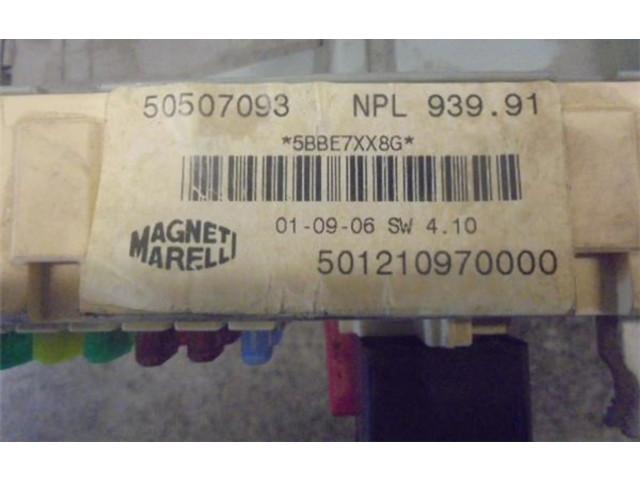 50507093 NPL 939.91
*5BBE7XX8G*
01-09-06 SW 4.10
MAGNETI
MARELLI
501210970000